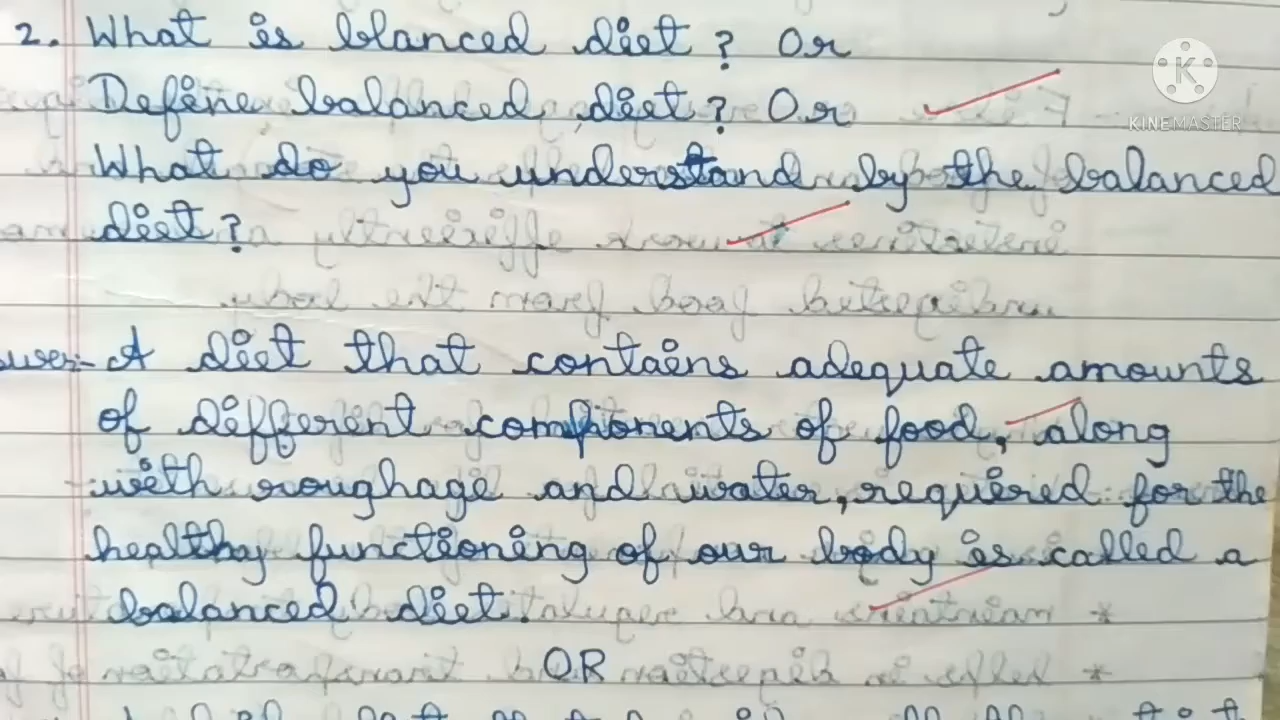 2. What is blanced diet? Or
Define balanced diet? Or
What do you understand by the balanced
diet?
A diet that contains adequate amounts
of different components of food, along
with roughage and water, required for the
healthy functioning of our body is called a
balanced diet.
OR
K
KINEMASTER